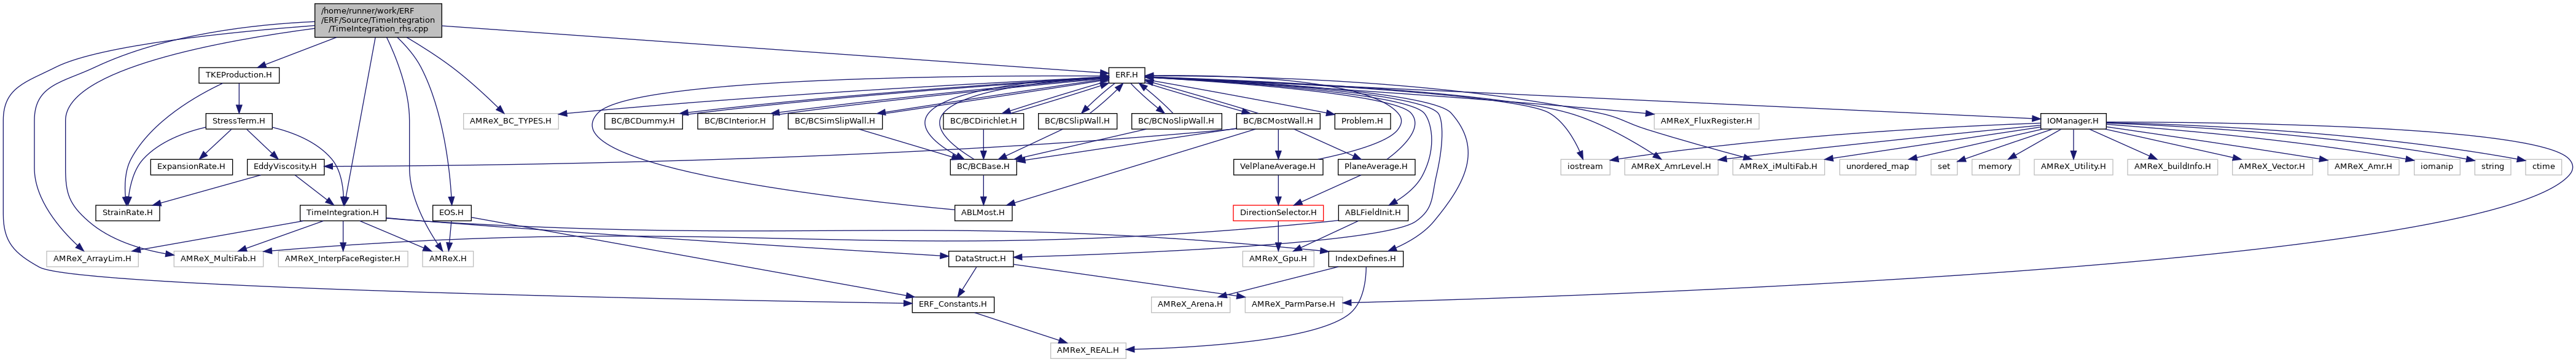 /home/runner/work/ERF
/ERF/Source/TimeIntegration
/TimeIntegration_rhs.cpp
TKEProduction.H
ERF.H
StressTerm.H
AMReX_BC_TYPES.H
BC/BCDummy.H
BC/BCInterior.H
BC/BCSimSlipWall.H
BC/BCDirichlet.H
BC/BCSlipWall.H
BC/BCNoSlipWall.H
BC/BCMostWall.H
Problem.H
AMReX_FluxRegister.H
IOManager.H
ExpansionRate.H
EddyViscosity.H
BC/BCBase.H
VelPlaneAverage.H
PlaneAverage.H
iostream
AMReX_AmrLevel.H
AMReX_iMultiFab.H
unordered_map
set
memory
AMReX_Utility.H
AMReX_buildInfo.H
AMReX_Vector.H
AMReX_Amr.H
iomanip
string
ctime
StrainRate.H
TimeIntegration.H
EOS.H
ABLMost.H
DirectionSelector.H
ABLFieldInit.H
AMReX_ArrayLim.H
AMReX_MultiFab.H
AMReX_InterpFaceRegister.H
AMReX.H
DataStruct.H
AMReX_Gpu.H
IndexDefines.H
ERF_Constants.H
AMReX_Arena.H
AMReX_ParmParse.H
AMReX_REAL.H